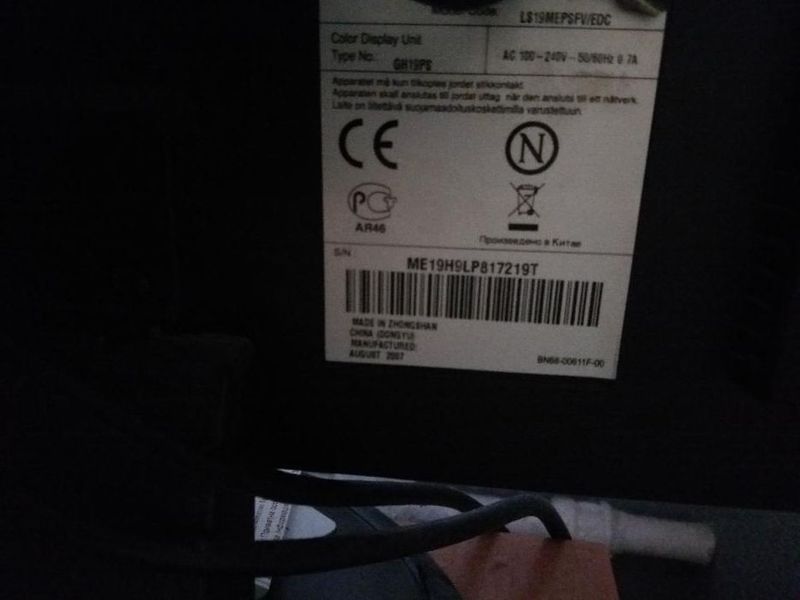 LS19MEPSFV/EDC
Color Display Unit
Type No.: GH19PS
AC 100-240V~50/60Hz 0.7A
Apparatet må kun tilkoples jordet stikkontakt.
Apparaten skall anslutas till jordat uttag när den ansluts till ett nätverk.
Laite on liitettävä suojamaadoituskoskettimilla varustettuun.
CE
N
АЯ46
Произведено в Китае
S/N:
ME19H9LP817219T
MADE IN ZHONGSHAN
CHINA (DONGYU)
MANUFACTURED:
AUGUST 2007
BN68-00611F-00